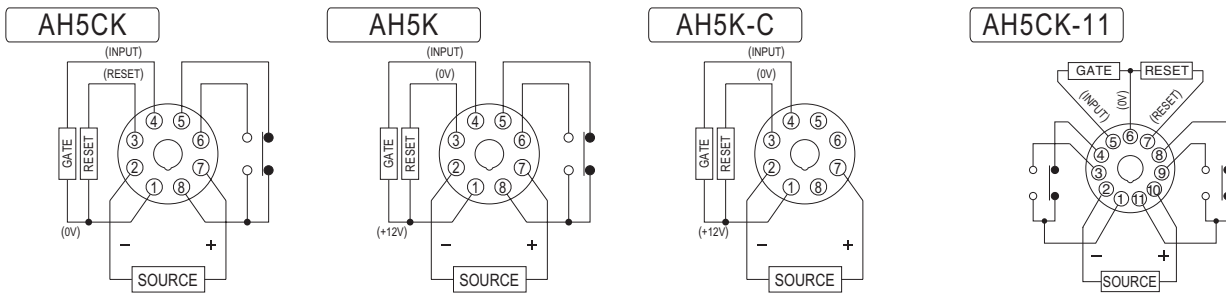 AH5CK
(INPUT)
(RESET)
GATE
RESET
4 5
3 6
2 7
1 8
(0V)
− +
SOURCE
AH5K
(INPUT)
(0V)
GATE
RESET
4 5
3 6
2 7
1 8
(+12V)
− +
SOURCE
AH5K-C
(INPUT)
(0V)
GATE
RESET
4 5
3 6
2 7
1 8
(+12V)
− +
SOURCE
AH5CK-11
GATE RESET
(INPUT)
(0V)
(RESET)
5 6 7
4 8
3 9
2 10
1 11
− +
SOURCE